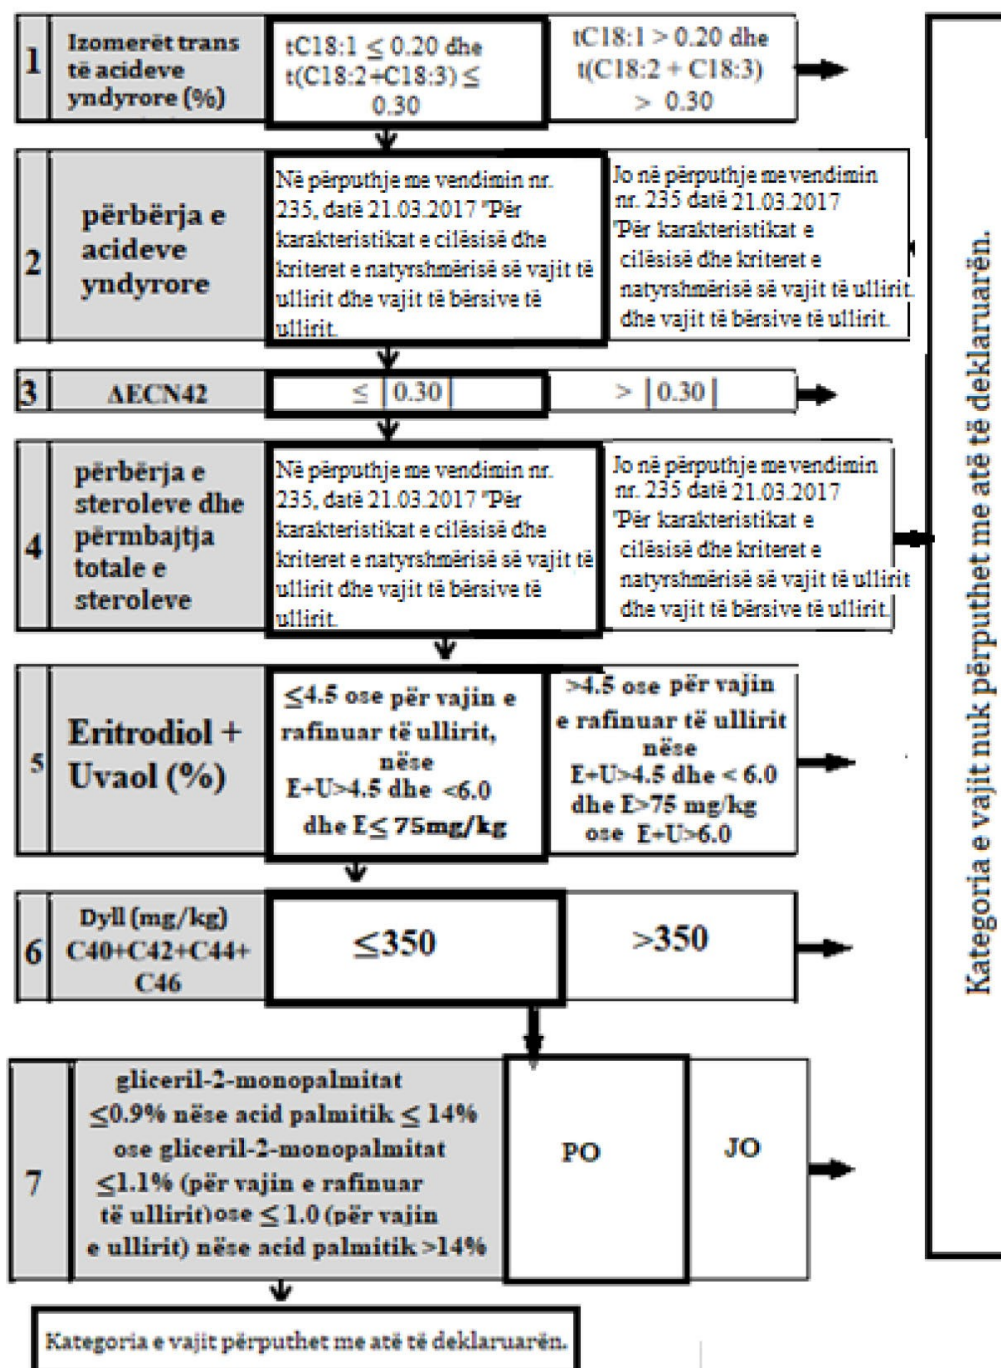 1
Izomerët trans
të acideve
yndyrore (%)
tC18:1 ≤ 0.20 dhe
t(C18:2+C18:3) ≤
0.30
tC18:1 > 0.20 dhe
t(C18:2 + C18:3)
> 0.30
2
përbërja e
acideve
yndyrore
Në përputhje me vendimin nr.
235, datë 21.03.2017 "Për
karakteristikat e cilësisë dhe
kriteret e natyrshmërisë së vajit të
ullirit dhe vajit të bërsive të
ullirit.
Jo në përputhje me vendimin
nr. 235 datë 21.03.2017
"Për karakteristikat e
cilësisë dhe kriteret e
natyrshmërisë së vajit të ullirit
dhe vajit të bërsive të ullirit.
3
ΔECN42
≤ |0.30|
> |0.30|
4
përbërja e
steroleve dhe
përmbajtja
totale e
steroleve
Në përputhje me vendimin nr.
235, datë 21.03.2017 "Për
karakteristikat e cilësisë dhe
kriteret e natyrshmërisë së vajit të
ullirit dhe vajit të bërsive të
ullirit.
Jo në përputhje me vendimin
nr. 235 datë 21.03.2017
"Për karakteristikat e
cilësisë dhe kriteret e
natyrshmërisë së vajit të ullirit
dhe vajit të bërsive të ullirit.
5
Eritrodiol +
Uvaol (%)
≤4.5 ose për vajin e
rafinuar të ullirit,
nëse
E+U>4.5 dhe <6.0
dhe E≤ 75mg/kg
>4.5 ose për vajin
e rafinuar të ullirit
nëse
E+U>4.5 dhe < 6.0
dhe E>75 mg/kg
ose E+U>6.0
6
Dyll (mg/kg)
C40+C42+C44+
C46
≤350
>350
7
gliceril-2-monopalmitat
≤0.9% nëse acid palmitik ≤ 14%
ose gliceril-2-monopalmitat
≤1.1% (për vajin e rafinuar
të ullirit)ose ≤ 1.0 (për vajin
e ullirit) nëse acid palmitik >14%
PO
JO
Kategoria e vajit përputhet me atë të deklaruarën.
Kategoria e vajit nuk përputhet me atë të deklaruarën.